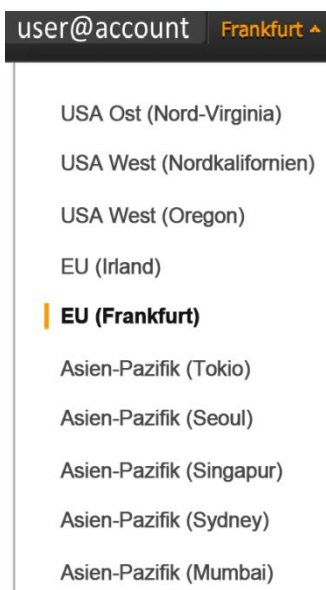 user@account Frankfurt
USA Ost (Nord-Virginia)
USA West (Nordkalifornien)
USA West (Oregon)
EU (Irland)
EU (Frankfurt)
Asien-Pazifik (Tokio)
Asien-Pazifik (Seoul)
Asien-Pazifik (Singapur)
Asien-Pazifik (Sydney)
Asien-Pazifik (Mumbai)